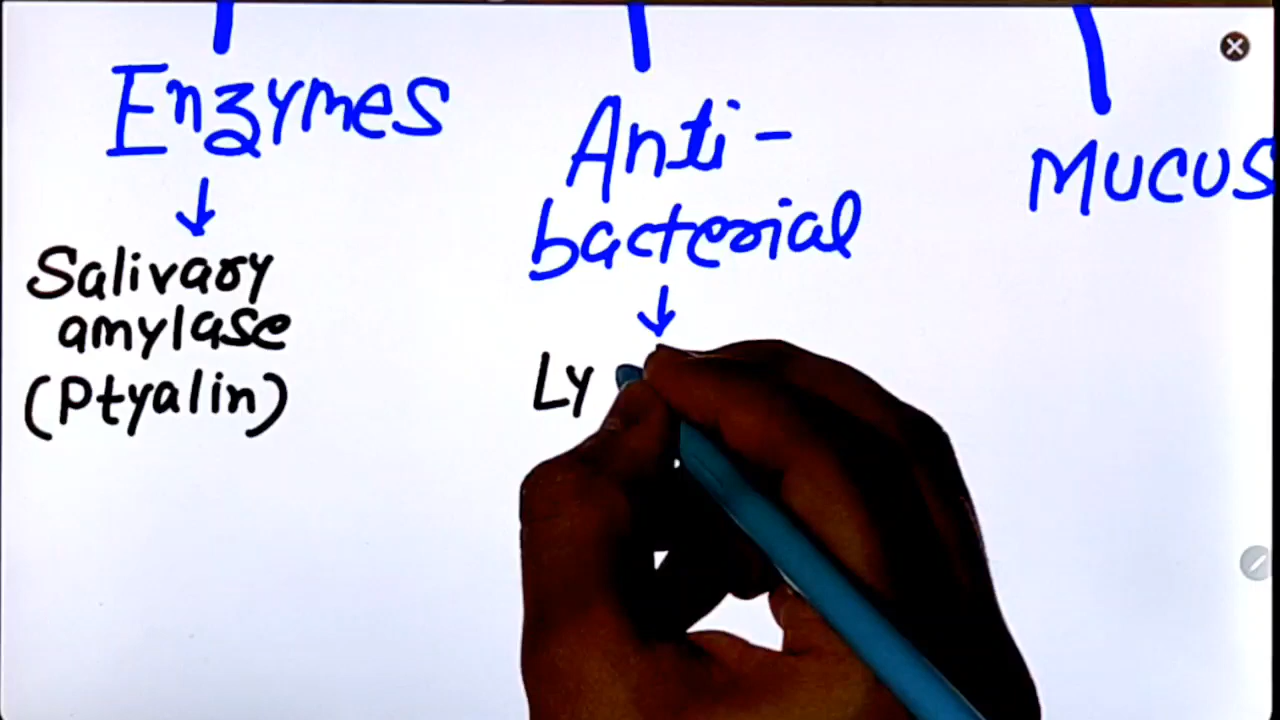 Enzymes
Anti-
bacterial
Mucus
Salivary
amylase
(Ptyalin)
Ly